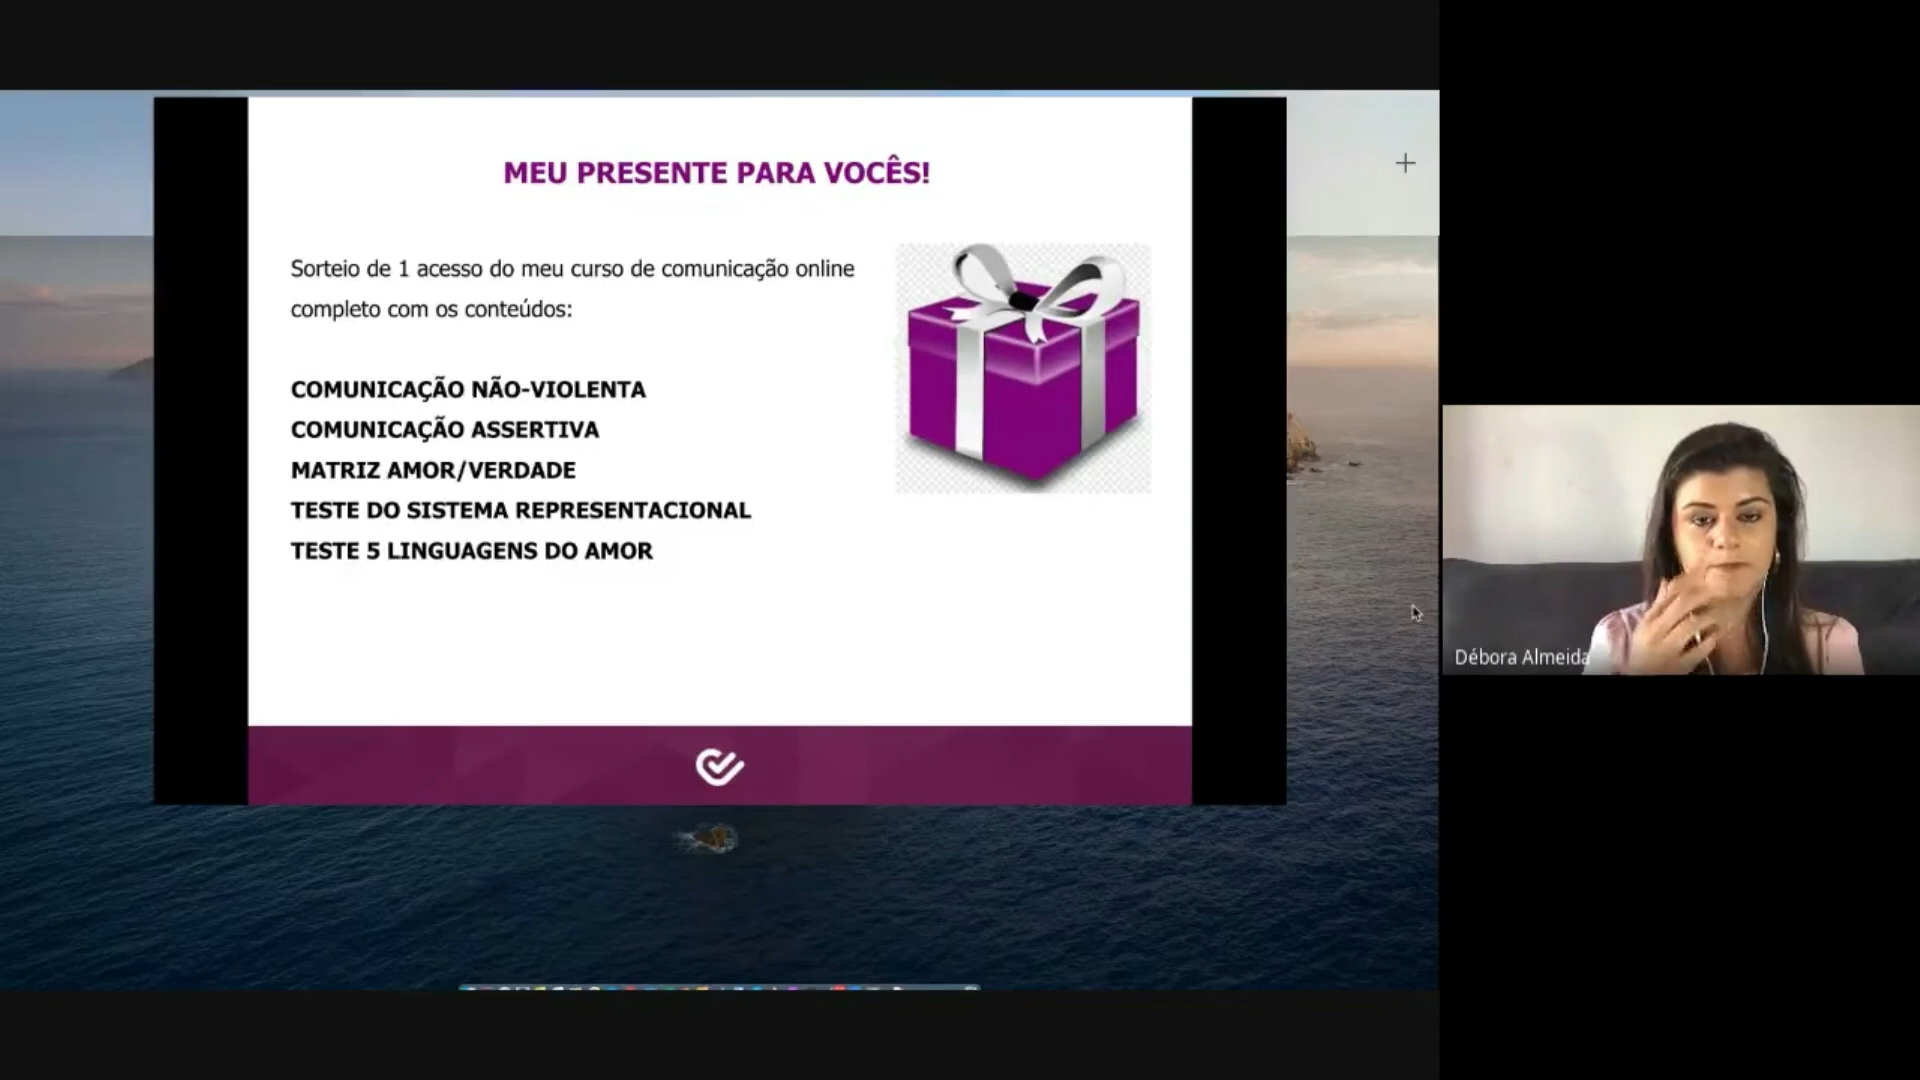 MEU PRESENTE PARA VOCÊS!
Sorteio de 1 acesso do meu curso de comunicação online
completo com os conteúdos:
COMUNICAÇÃO NÃO-VIOLENTA
COMUNICAÇÃO ASSERTIVA
MATRIZ AMOR/VERDADE
TESTE DO SISTEMA REPRESENTACIONAL
TESTE 5 LINGUAGENS DO AMOR
Débora Almeida